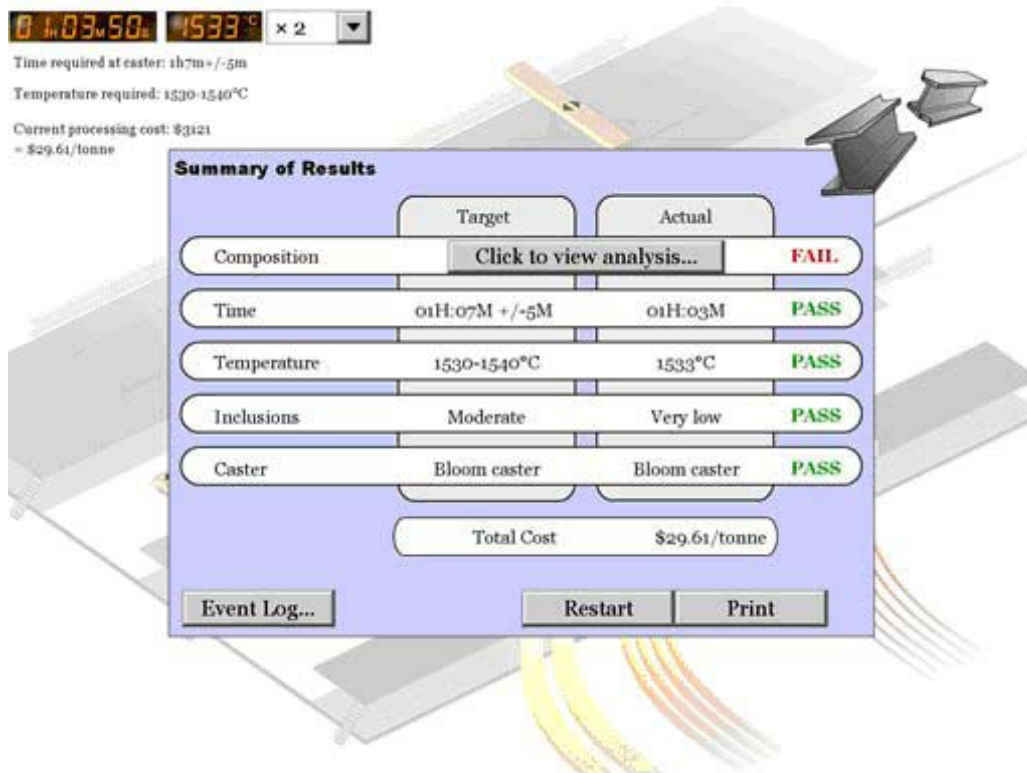 01H:03M:50S 1533°C × 2
Time required at caster: 1h7m+/-5m
Temperature required: 1530-1540°C
Current processing cost: $3121
= $29.61/tonne
Summary of Results
Target Actual
Composition Click to view analysis... FAIL
Time 01H:07M +/-5M 01H:03M PASS
Temperature 1530-1540°C 1533°C PASS
Inclusions Moderate Very low PASS
Caster Bloom caster Bloom caster PASS
Total Cost $29.61/tonne
Event Log... Restart Print